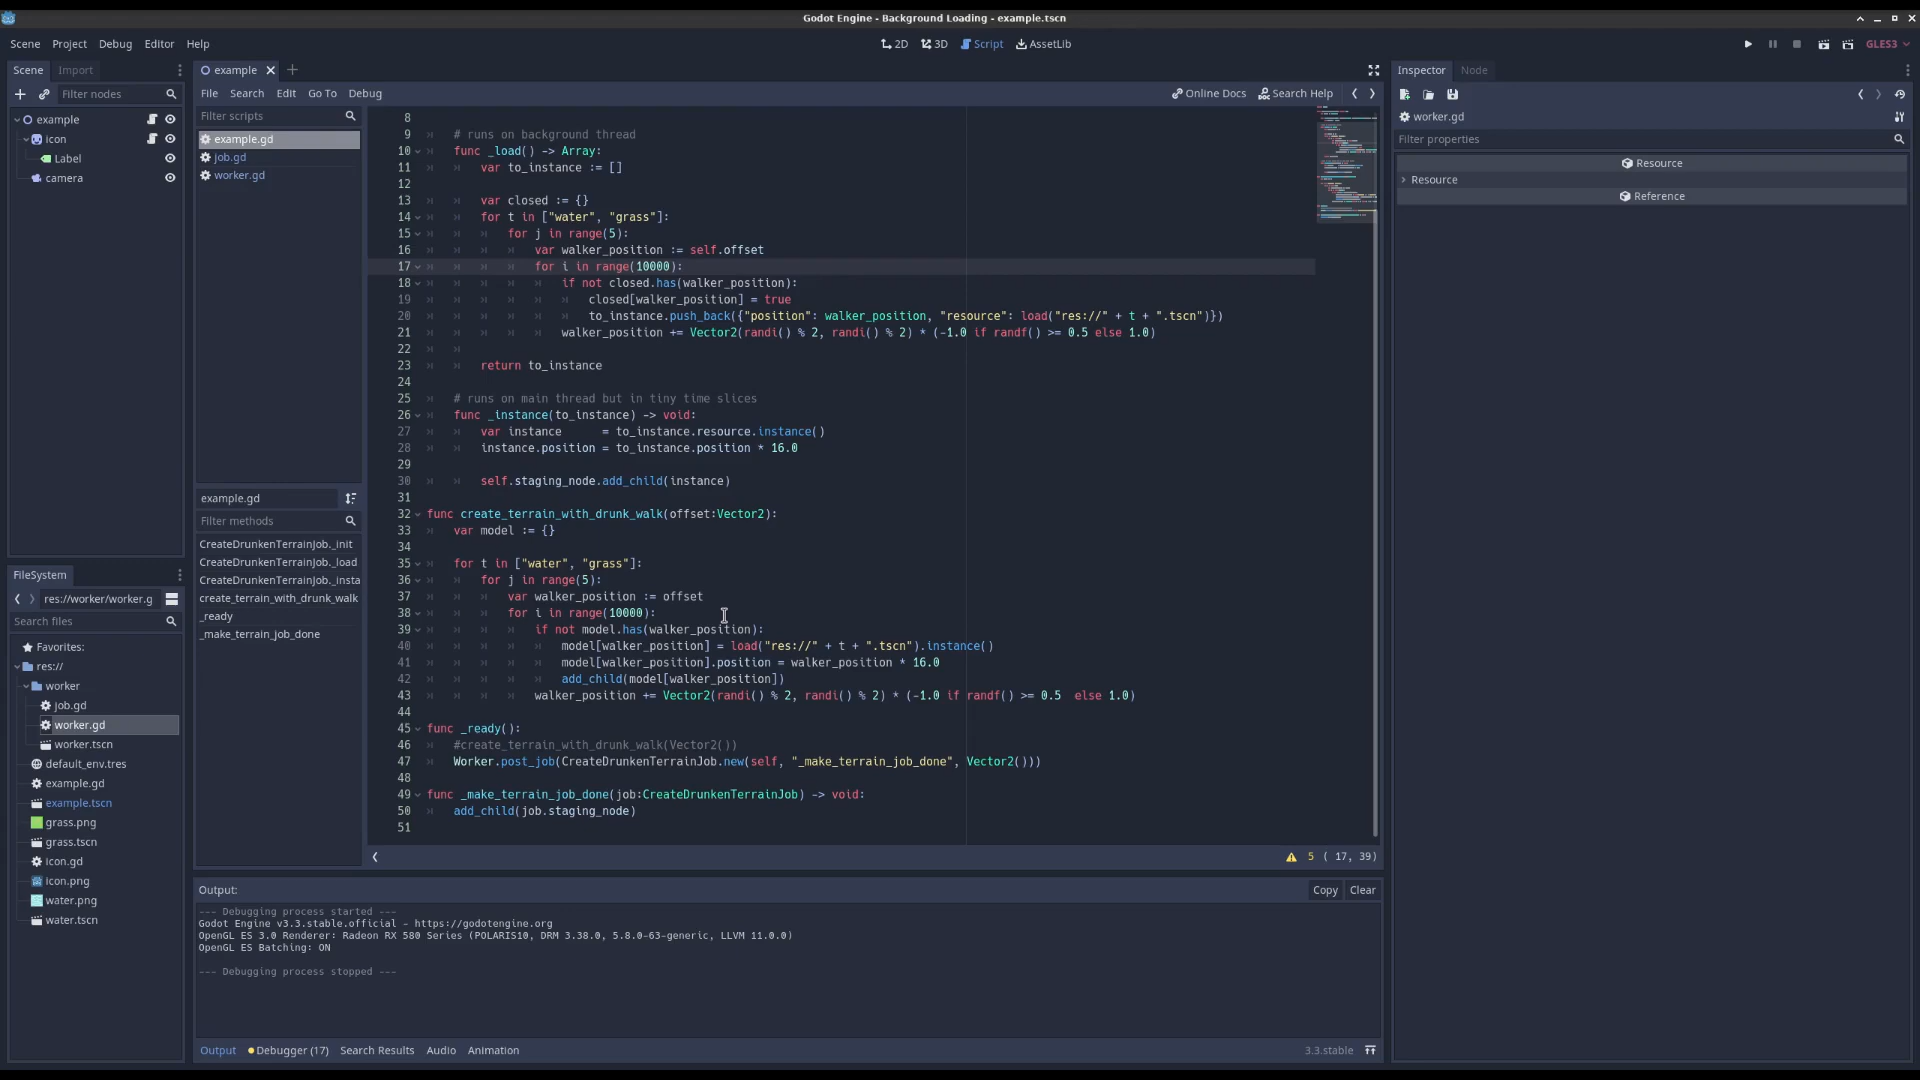 Godot Engine - Background Loading - example.tscn
Scene Project Debug Editor Help
2D 3D Script AssetLib
GLES3
Scene Import
Filter nodes
example
icon
Label
camera
example
File Search Edit Go To Debug
Online Docs Search Help
Filter scripts
example.gd
job.gd
worker.gd
example.gd
Filter methods
CreateDrunkenTerrainJob._init
CreateDrunkenTerrainJob._load
CreateDrunkenTerrainJob._insta
create_terrain_with_drunk_walk
_ready
_make_terrain_job_done
8
9 # runs on background thread
10 func _load() -> Array:
11 var to_instance := []
12
13 var closed := {}
14 for t in ["water", "grass"]:
15 for j in range(5):
16 var walker_position := self.offset
17 for i in range(10000):
18 if not closed.has(walker_position):
19 closed[walker_position] = true
20 to_instance.push_back({"position": walker_position, "resource": load("res://" + t + ".tscn")})
21 walker_position += Vector2(randi() % 2, randi() % 2) * (-1.0 if randf() >= 0.5 else 1.0)
22
23 return to_instance
24
25 # runs on main thread but in tiny time slices
26 func _instance(to_instance) -> void:
27 var instance = to_instance.resource.instance()
28 instance.position = to_instance.position * 16.0
29
30 self.staging_node.add_child(instance)
31
32 func create_terrain_with_drunk_walk(offset:Vector2):
33 var model := {}
34
35 for t in ["water", "grass"]:
36 for j in range(5):
37 var walker_position := offset
38 for i in range(10000):
39 if not model.has(walker_position):
40 model[walker_position] = load("res://" + t + ".tscn").instance()
41 model[walker_position].position = walker_position * 16.0
42 add_child(model[walker_position])
43 walker_position += Vector2(randi() % 2, randi() % 2) * (-1.0 if randf() >= 0.5  else 1.0)
44
45 func _ready():
46 #create_terrain_with_drunk_walk(Vector2())
47 Worker.post_job(CreateDrunkenTerrainJob.new(self, "_make_terrain_job_done", Vector2()))
48
49 func _make_terrain_job_done(job:CreateDrunkenTerrainJob) -> void:
50 add_child(job.staging_node)
51
5 ( 17, 39)
FileSystem
res://worker/worker.g
Search files
Favorites:
res://
worker
job.gd
worker.gd
worker.tscn
default_env.tres
example.gd
example.tscn
grass.png
grass.tscn
icon.gd
icon.png
water.png
water.tscn
Output:
Copy Clear
--- Debugging process started ---
Godot Engine v3.3.stable.official - https://godotengine.org
OpenGL ES 3.0 Renderer: Radeon RX 580 Series (POLARIS10, DRM 3.38.0, 5.8.0-63-generic, LLVM 11.0.0)
OpenGL ES Batching: ON
--- Debugging process stopped ---
Output Debugger (17) Search Results Audio Animation
3.3.stable
Inspector Node
worker.gd
Filter properties
Resource
Resource
Reference